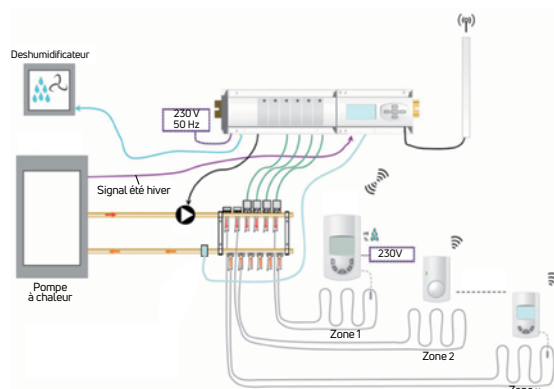 Deshumidificateur
230 V
50 Hz
Signal été hiver
230V
Pompe
à chaleur
Zone 1
Zone 2